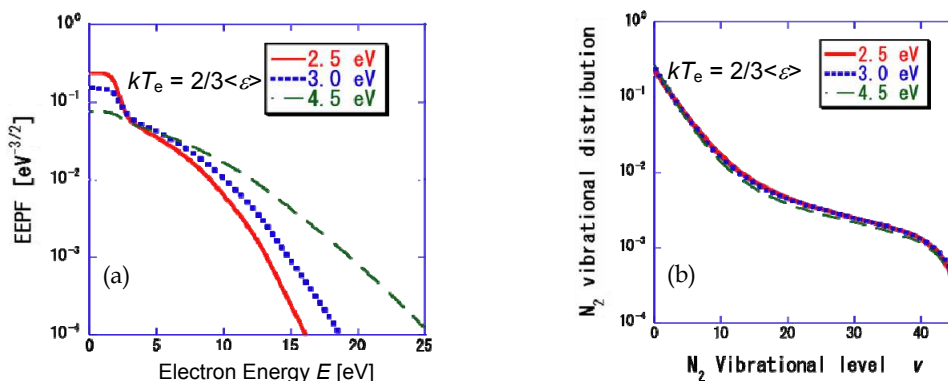 10⁰
10⁻¹
10⁻²
10⁻³
10⁻⁴
EEPF [eV⁻³/²]
kTₑ = 2/3<ε>
2.5 eV
3.0 eV
4.5 eV
(a)
0 5 10 15 20 25
Electron Energy E [eV]
10⁰
10⁻¹
10⁻²
10⁻³
10⁻⁴
N₂ vibrational distribution
kTₑ = 2/3<ε>
2.5 eV
3.0 eV
4.5 eV
(b)
0 10 20 30 40
N₂ Vibrational level v